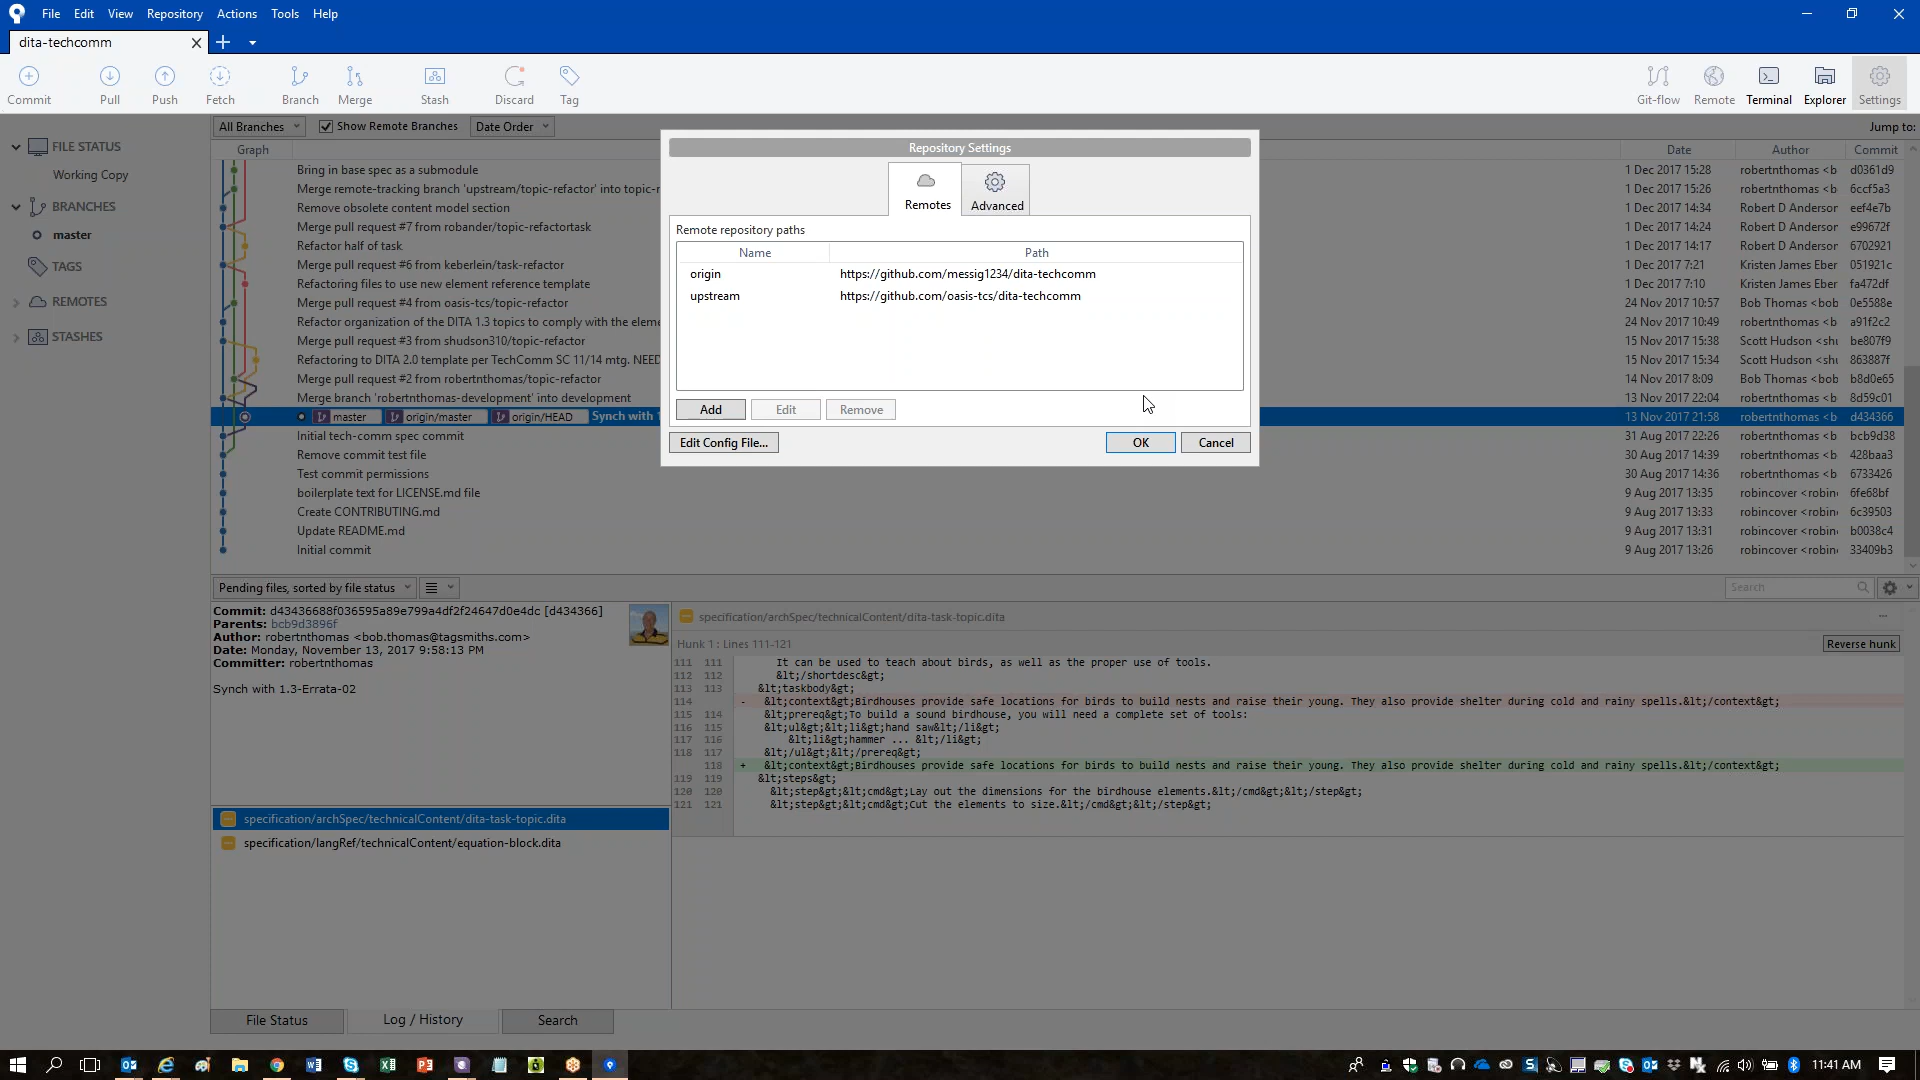 File Edit View Repository Actions Tools Help
dita-techcomm
Commit Pull Push Fetch Branch Merge Stash Discard Tag Git-flow Remote Terminal Explorer Settings
All Branches Show Remote Branches Date Order Jump to:
Graph Date Author Commit
FILE STATUS
Working Copy
BRANCHES
master
TAGS
REMOTES
STASHES
Bring in base spec as a submodule 1 Dec 2017 15:28 robertnthomas <b d0361d9
Merge remote-tracking branch 'upstream/topic-refactor' into topic-r 1 Dec 2017 15:26 robertnthomas <b 6ccf5a3
Remove obsolete content model section 1 Dec 2017 14:34 Robert D Anderson eef4e7b
Merge pull request #7 from robander/topic-refactortask 1 Dec 2017 14:24 Robert D Anderson e99672f
Refactor half of task 1 Dec 2017 14:17 Robert D Anderson 6702921
Merge pull request #6 from keberlein/task-refactor 1 Dec 2017 7:21 Kristen James Eber 051921c
Refactoring files to use new element reference template 1 Dec 2017 7:10 Kristen James Eber fa472df
Merge pull request #4 from oasis-tcs/topic-refactor 24 Nov 2017 10:57 Bob Thomas <bob 0e5588e
Refactor organization of the DITA 1.3 topics to comply with the eleme 24 Nov 2017 10:49 robertnthomas <b a91f2c2
Merge pull request #3 from shudson310/topic-refactor 15 Nov 2017 15:38 Scott Hudson <shu be807f9
Refactoring to DITA 2.0 template per TechComm SC 11/14 mtg. NEED 15 Nov 2017 15:34 Scott Hudson <shu 863887f
Merge pull request #2 from robertnthomas/topic-refactor 14 Nov 2017 8:09 Bob Thomas <bob b8d0e65
Merge branch 'robertnthomas-development' into development 13 Nov 2017 22:04 robertnthomas <b 8d59c01
master origin/master origin/HEAD Synch with 1 13 Nov 2017 21:58 robertnthomas <b d434366
Initial tech-comm spec commit 31 Aug 2017 22:26 robertnthomas <b bcb9d38
Remove commit test file 30 Aug 2017 14:39 robertnthomas <b 428baa3
Test commit permissions 30 Aug 2017 14:36 robertnthomas <b 6733426
boilerplate text for LICENSE.md file 9 Aug 2017 13:35 robincover <robin 6fe68bf
Create CONTRIBUTING.md 9 Aug 2017 13:33 robincover <robin 6c39503
Update README.md 9 Aug 2017 13:31 robincover <robin b0038c4
Initial commit 9 Aug 2017 13:26 robincover <robin 33409b3
Repository Settings
Remotes Advanced
Remote repository paths
Name Path
origin https://github.com/messig1234/dita-techcomm
upstream https://github.com/oasis-tcs/dita-techcomm
Add Edit Remove
Edit Config File... OK Cancel
Pending files, sorted by file status Search
Commit: d43436688f036595a89e799a4df2f24647d0e4dc [d434366]
Parents: bcb9d3896f
Author: robertnthomas <bob.thomas@tagsmiths.com>
Date: Monday, November 13, 2017 9:58:13 PM
Committer: robertnthomas
Synch with 1.3-Errata-02
specification/archSpec/technicalContent/dita-task-topic.dita
specification/langRef/technicalContent/equation-block.dita
specification/archSpec/technicalContent/dita-task-topic.dita
Hunk 1 : Lines 111-121 Reverse hunk
111 111 It can be used to teach about birds, as well as the proper use of tools.
112 112 &lt;/shortdesc&gt;
113 113 &lt;taskbody&gt;
114 - &lt;context&gt;Birdhouses provide safe locations for birds to build nests and raise their young. They also provide shelter during cold and rainy spells.&lt;/context&gt;
115 114 &lt;prereq&gt;To build a sound birdhouse, you will need a complete set of tools:
116 115 &lt;ul&gt;&lt;li&gt;hand saw&lt;/li&gt;
117 116 &lt;li&gt;hammer ... &lt;/li&gt;
118 117 &lt;/ul&gt;&lt;/prereq&gt;
118 + &lt;context&gt;Birdhouses provide safe locations for birds to build nests and raise their young. They also provide shelter during cold and rainy spells.&lt;/context&gt;
119 119 &lt;steps&gt;
120 120 &lt;step&gt;&lt;cmd&gt;Lay out the dimensions for the birdhouse elements.&lt;/cmd&gt;&lt;/step&gt;
121 121 &lt;step&gt;&lt;cmd&gt;Cut the elements to size.&lt;/cmd&gt;&lt;/step&gt;
File Status Log / History Search
11:41 AM